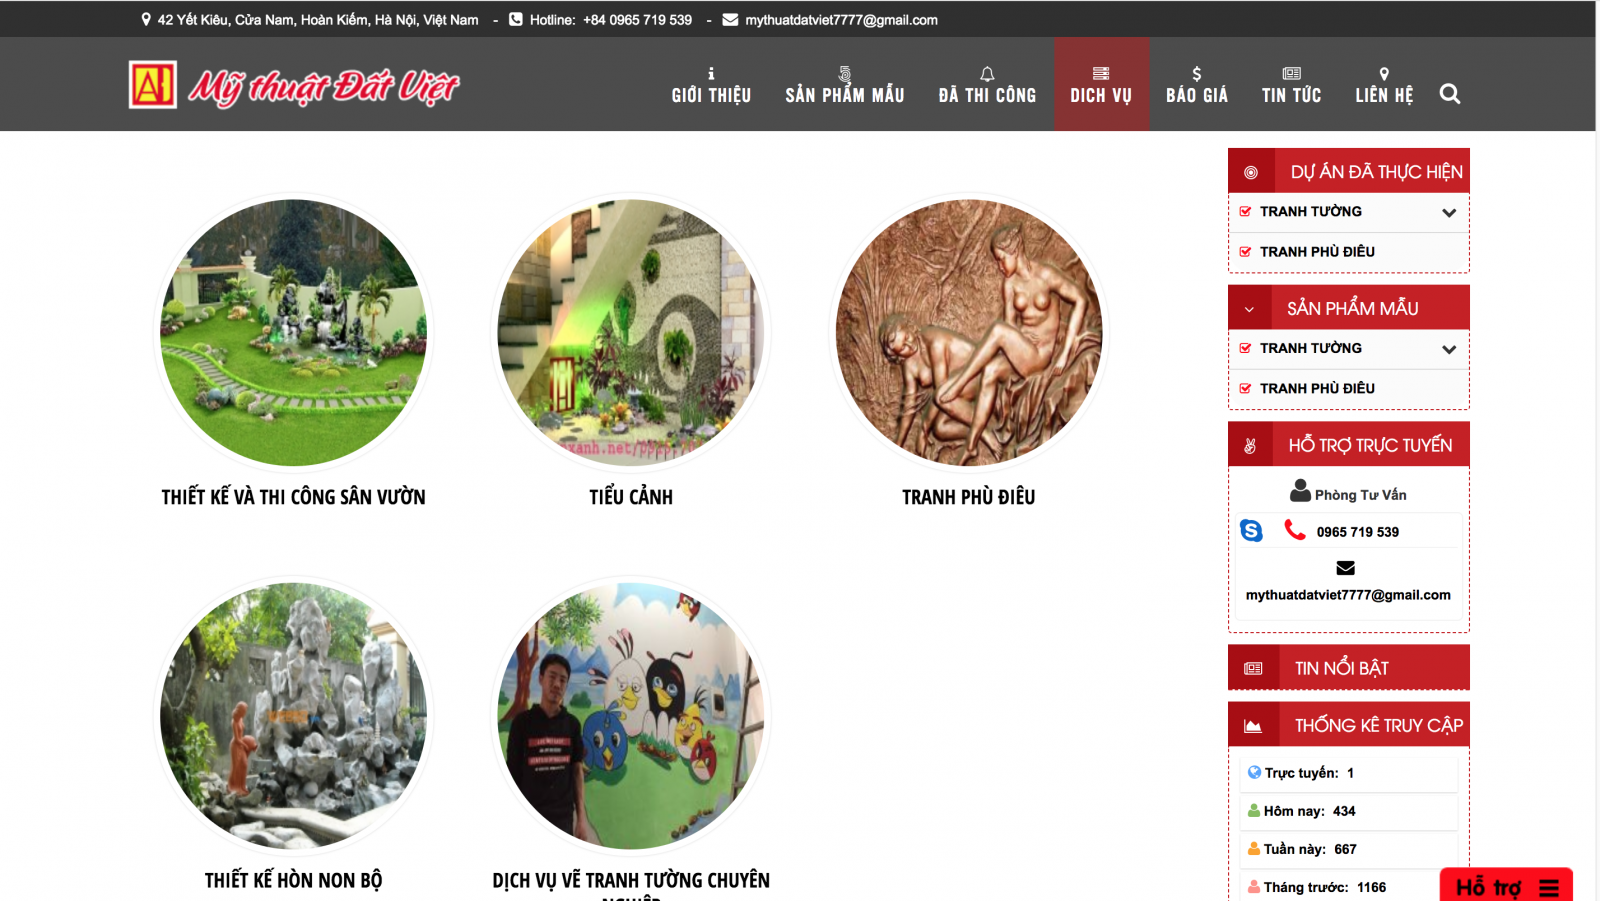 42 Yết Kiêu, Cửa Nam, Hoàn Kiếm, Hà Nội, Việt Nam - Hotline: +84 0965 719 539 - mythuatdatviet7777@gmail.com
Mỹ thuật Đất Việt
GIỚI THIỆU SẢN PHẨM MẪU ĐÃ THI CÔNG DỊCH VỤ BÁO GIÁ TIN TỨC LIÊN HỆ
THIẾT KẾ VÀ THI CÔNG SÂN VƯỜN
TIỂU CẢNH
TRANH PHÙ ĐIÊU
THIẾT KẾ HÒN NON BỘ
DỊCH VỤ VẼ TRANH TƯỜNG CHUYÊN
DỰ ÁN ĐÃ THỰC HIỆN
TRANH TƯỜNG
TRANH PHÙ ĐIÊU
SẢN PHẨM MẪU
TRANH TƯỜNG
TRANH PHÙ ĐIÊU
HỖ TRỢ TRỰC TUYẾN
Phòng Tư Vấn
0965 719 539
mythuatdatviet7777@gmail.com
TIN NỔI BẬT
THỐNG KÊ TRUY CẬP
Trực tuyến: 1
Hôm nay: 434
Tuần này: 667
Tháng trước: 1166
Hỗ trợ